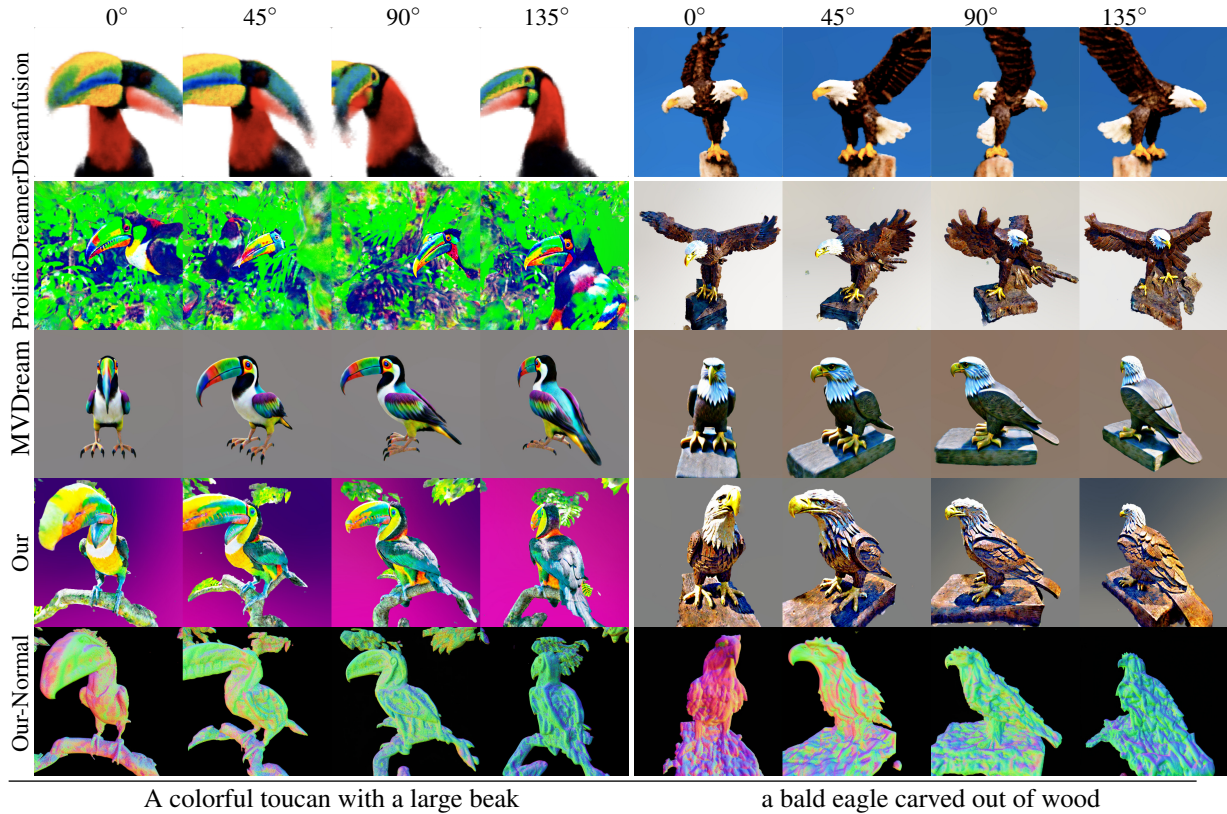 0° 45° 90° 135° 0° 45° 90° 135°
Dreamfusion
ProlificDreamer
MVDream
Our
Our-Normal
A colorful toucan with a large beak a bald eagle carved out of wood